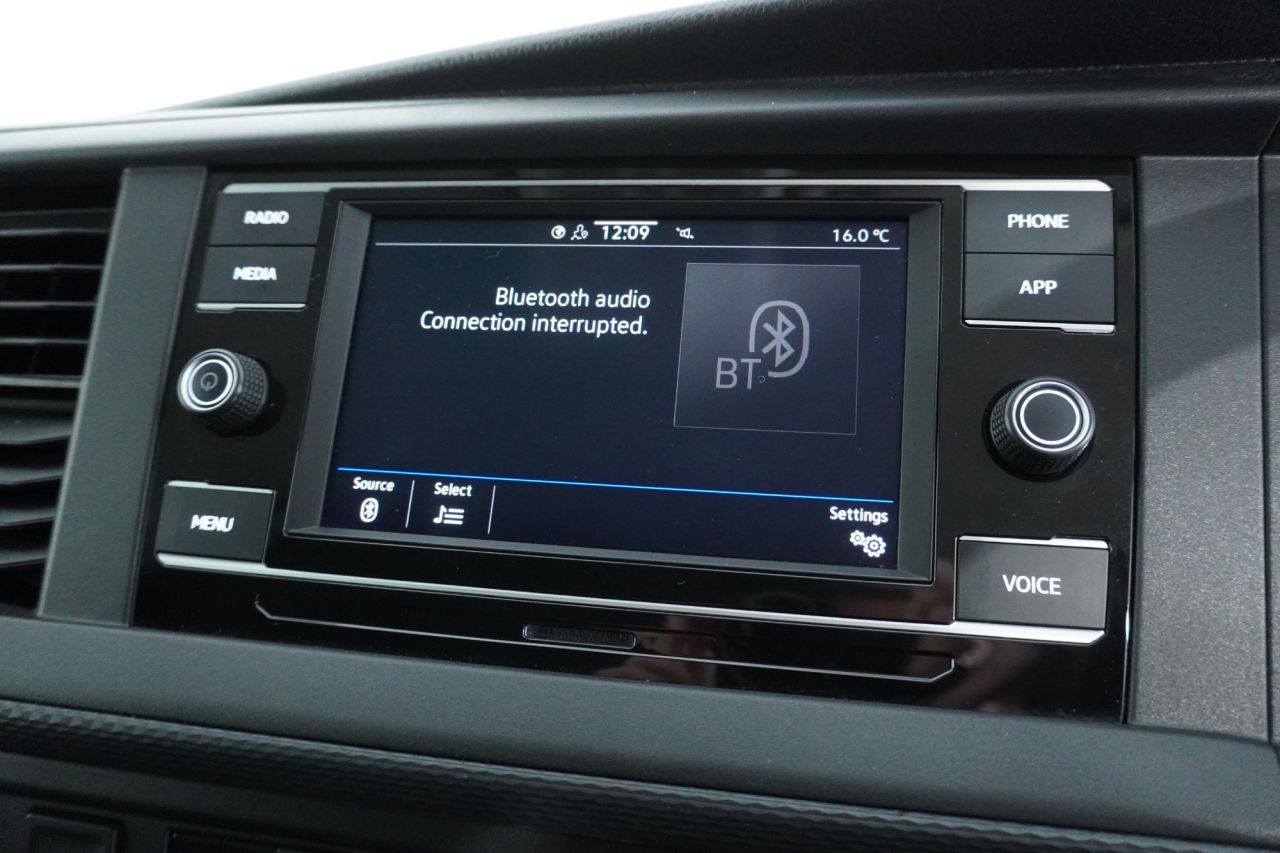 RADIO
MEDIA
MENU
12:09
16.0 °C
Bluetooth audio
Connection interrupted.
BT
Source
Select
Settings
PHONE
APP
VOICE